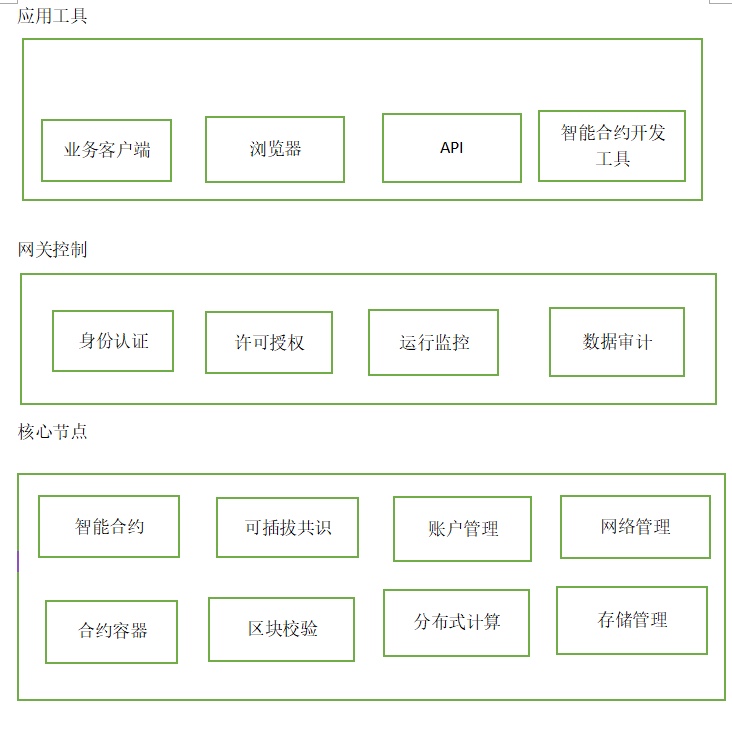 应用工具
业务客户端
浏览器
API
智能合约开发
工具
网关控制
身份认证
许可授权
运行监控
数据审计
核心节点
智能合约
可插拔共识
账户管理
网络管理
合约容器
区块校验
分布式计算
存储管理